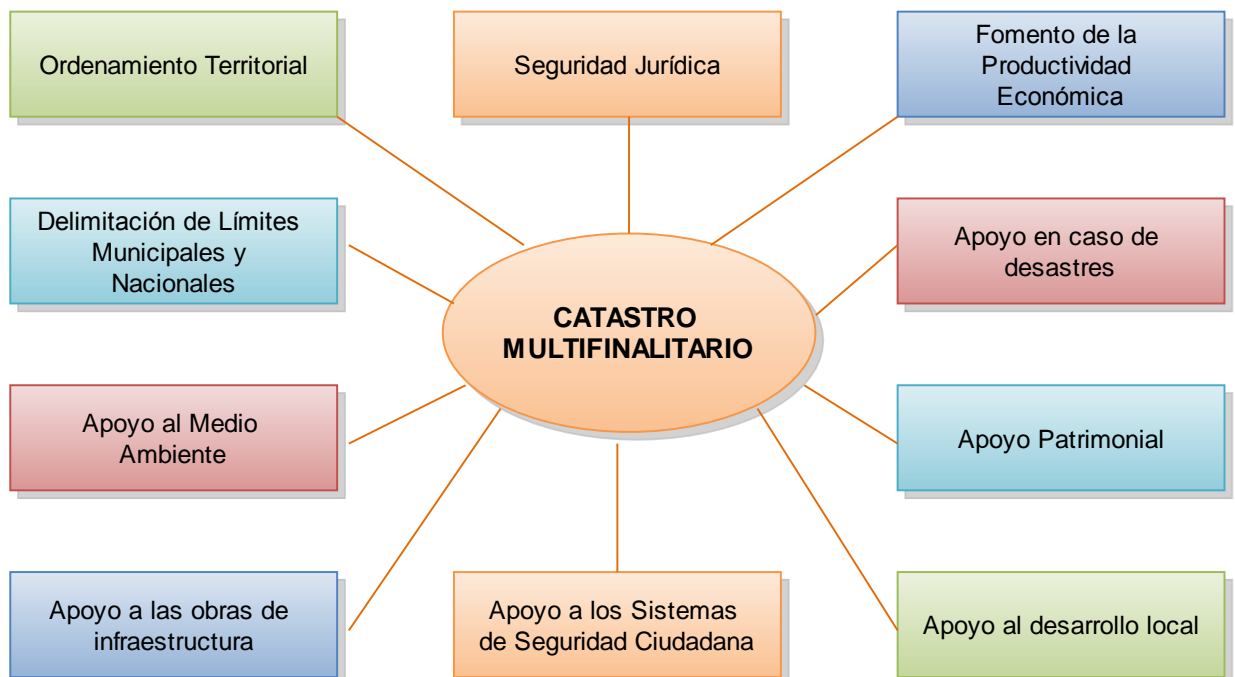 Ordenamiento Territorial
Seguridad Jurídica
Fomento de la
Productividad
Económica
Delimitación de Límites
Municipales y
Nacionales
Apoyo en caso de
desastres
CATASTRO
MULTIFINALITARIO
Apoyo al Medio
Ambiente
Apoyo Patrimonial
Apoyo a las obras de
infraestructura
Apoyo a los Sistemas
de Seguridad Ciudadana
Apoyo al desarrollo local